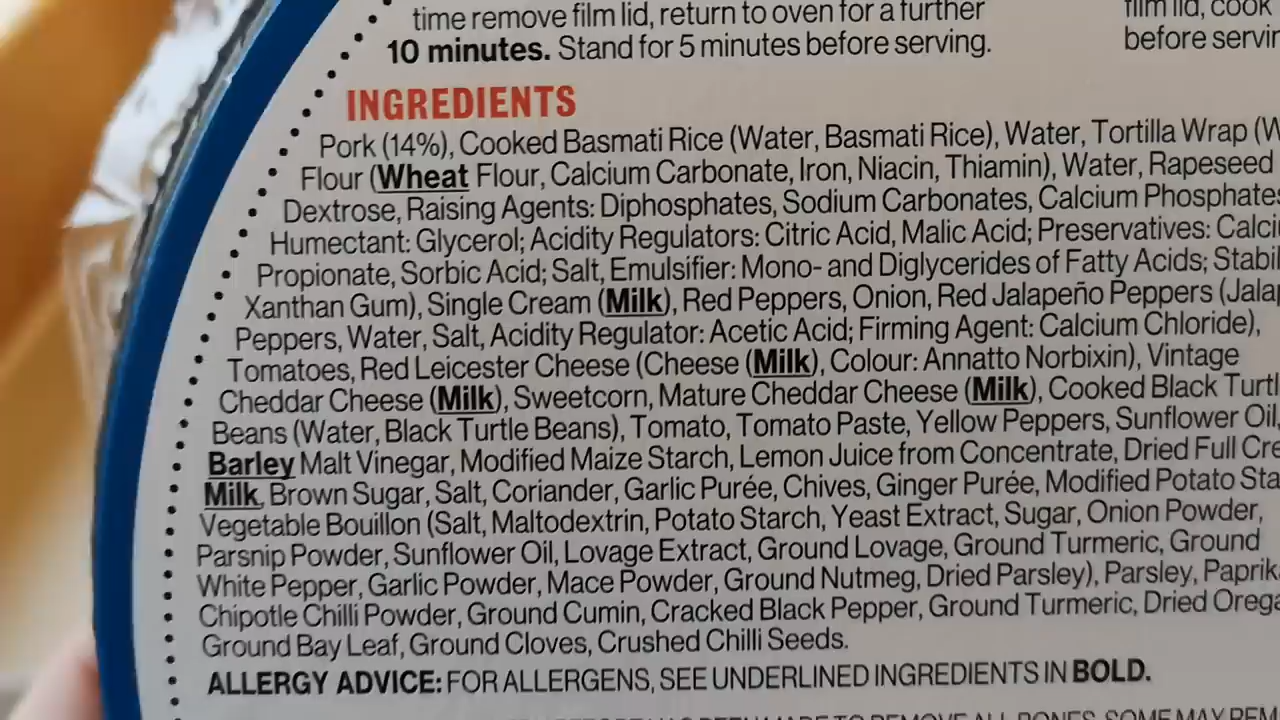 time remove film lid, return to oven for a further
10 minutes. Stand for 5 minutes before serving.
film lid, cook
before
INGREDIENTS
Pork (14%), Cooked Basmati Rice (Water, Basmati Rice), Water, Tortilla Wrap
Flour (Wheat Flour, Calcium Carbonate, Iron, Niacin, Thiamin), Water, Rapeseed
Dextrose, Raising Agents: Diphosphates, Sodium Carbonates, Calcium
Humectant: Glycerol; Acidity Regulators: Citric Acid, Malic Acid; Preservatives:
Propionate, Sorbic Acid; Salt, Emulsifier: Mono- and Diglycerides of Fatty Acids;
Xanthan Gum), Single Cream (Milk), Red Peppers, Onion, Red Jalapeño Peppers
Peppers, Water, Salt, Acidity Regulator: Acetic Acid; Firming Agent: Calcium Chloride),
Tomatoes, Red Leicester Cheese (Cheese (Milk), Colour: Annatto Norbixin), Vintage
Cheddar Cheese (Milk), Sweetcorn, Mature Cheddar Cheese (Milk), Cooked Black
Beans (Water, Black Turtle Beans), Tomato, Tomato Paste, Yellow Peppers, Sunflower Oil,
Barley Malt Vinegar, Modified Maize Starch, Lemon Juice from Concentrate, Dried Full
Milk, Brown Sugar, Salt, Coriander, Garlic Purée, Chives, Ginger Purée, Modified Potato
Vegetable Bouillon (Salt, Maltodextrin, Potato Starch, Yeast Extract, Sugar, Onion Powder,
Parsnip Powder, Sunflower Oil, Lovage Extract, Ground Lovage, Ground Turmeric, Ground
White Pepper, Garlic Powder, Mace Powder, Ground Nutmeg, Dried Parsley), Parsley,
Chipotle Chilli Powder, Ground Cumin, Cracked Black Pepper, Ground Turmeric, Dried
Ground Bay Leaf, Ground Cloves, Crushed Chilli Seeds.
ALLERGY ADVICE: FOR ALLERGENS, SEE UNDERLINED INGREDIENTS IN BOLD.